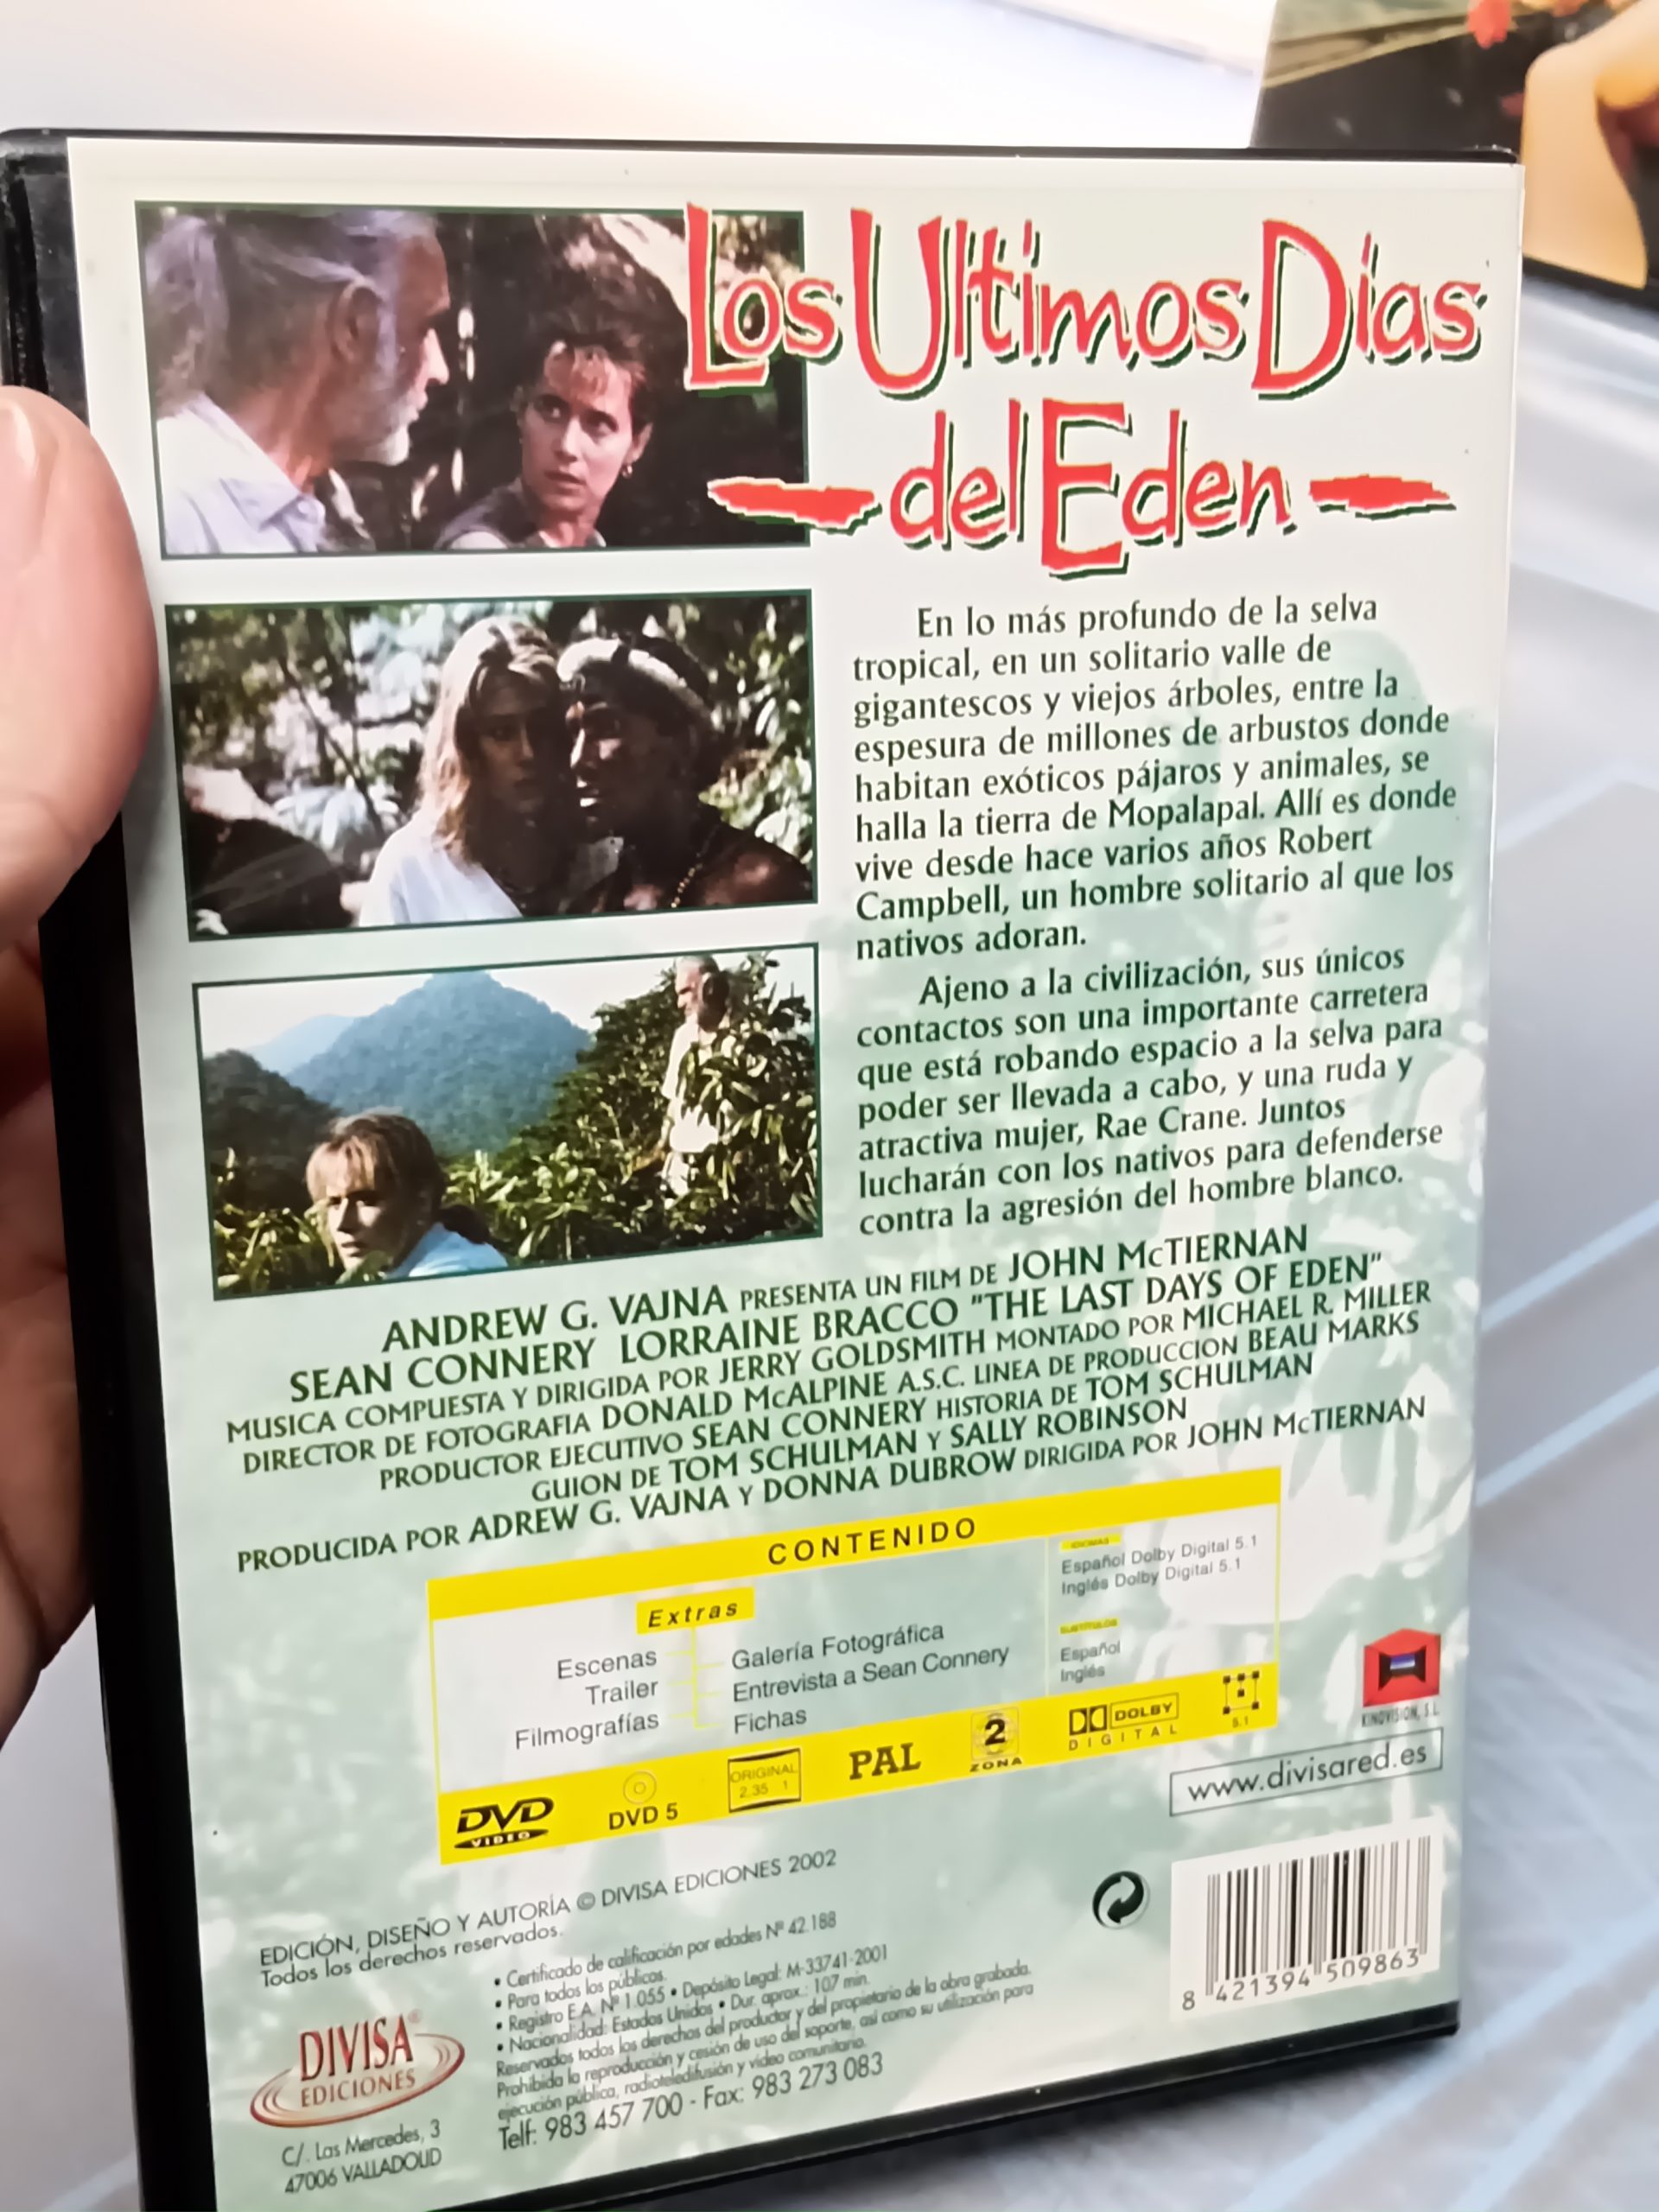 Los Ultimos Dias
del Eden
En lo más profundo de la selva
tropical, en un solitario valle de
gigantescos y viejos árboles, entre la
espesura de millones de arbustos donde
habitan exóticos pájaros y animales, se
halla la tierra de Mopalapal. Allí es donde
vive desde hace varios años Robert
Campbell, un hombre solitario al que los
nativos adoran.
Ajeno a la civilización, sus únicos
contactos son una importante carretera
que está robando espacio a la selva para
poder ser llevada a cabo, y una ruda y
atractiva mujer, Rae Crane. Juntos
lucharán con los nativos para defenderse
contra la agresión del hombre blanco.
ANDREW G. VAJNA PRESENTA UN FILM DE JOHN McTIERNAN
SEAN CONNERY LORRAINE BRACCO "THE LAST DAYS OF EDEN"
MUSICA COMPUESTA Y DIRIGIDA POR JERRY GOLDSMITH MONTADO POR MICHAEL R. MILLER
DIRECTOR DE FOTOGRAFIA DONALD McALPINE A.S.C. LINEA DE PRODUCCION BEAU MARKS
PRODUCTOR EJECUTIVO SEAN CONNERY HISTORIA DE TOM SCHULMAN
GUION DE TOM SCHULMAN Y SALLY ROBINSON
PRODUCIDA POR ADREW G. VAJNA Y DONNA DUBROW DIRIGIDA POR JOHN McTIERNAN
CONTENIDO
Extras
Escenas
Trailer
Filmografías
Galería Fotográfica
Entrevista a Sean Connery
Fichas
IDIOMAS
Español Dolby Digital 5.1
Inglés Dolby Digital 5.1
SUBTITULOS
Español
Inglés
DVD VIDEO
DVD 5
ORIGINAL
2.35 1
PAL
2 ZONA
DOLBY DIGITAL
5.1
KINOVISION, S.L.
www.divisared.es
EDICIÓN, DISEÑO Y AUTORÍA © DIVISA EDICIONES 2002
Todos los derechos reservados.
• Certificado de calificación por edades Nº 42.188
• Para todos los públicos.
• Registro E.A. Nº 1.055 • Depósito Legal: M-33741-2001
• Nacionalidad: Estados Unidos • Dur. aprox.: 107 min.
Reservados todos los derechos del productor y del propietario de la obra grabada.
Prohibida la reproducción y cesión de uso del soporte, así como su utilización para
ejecución pública, radioteledifusión y vídeo comunitario.
Telf: 983 457 700 - Fax: 983 273 083
DIVISA
EDICIONES
C/. Las Mercedes, 3
47006 VALLADOLID
8 421394 509863